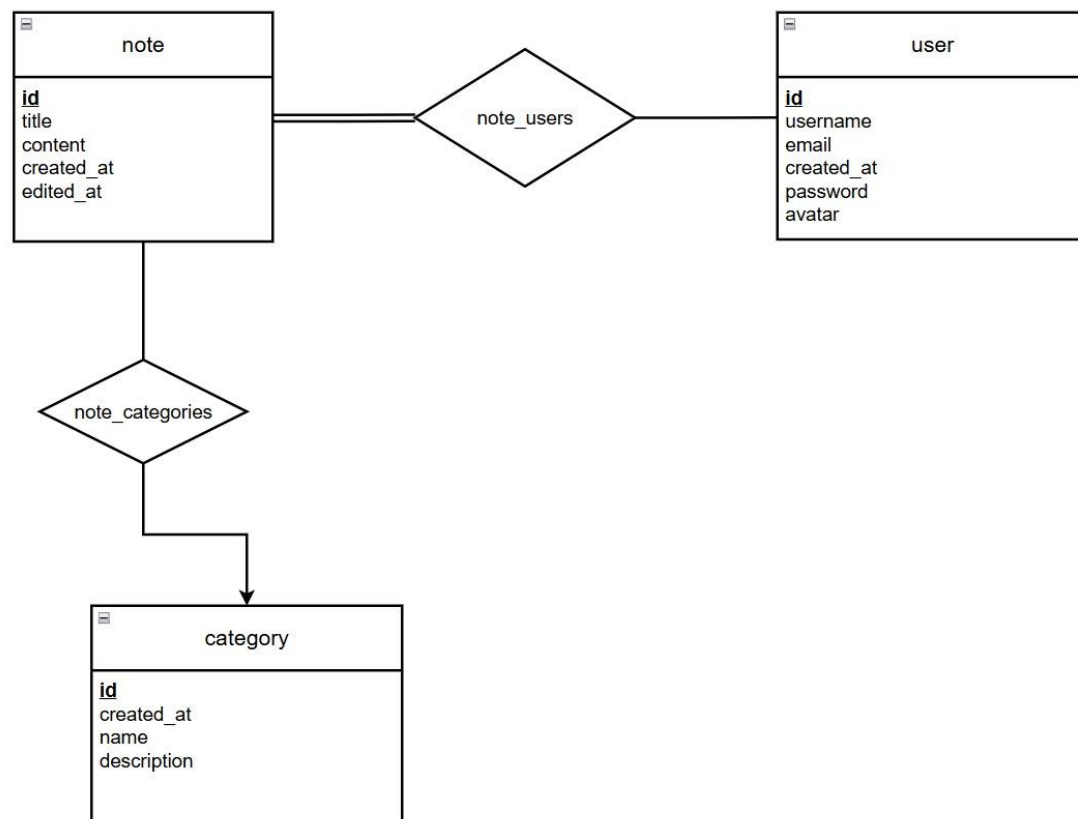 note
id
title
content
created_at
edited_at
note_users
user
id
username
email
created_at
password
avatar
note_categories
category
id
created_at
name
description